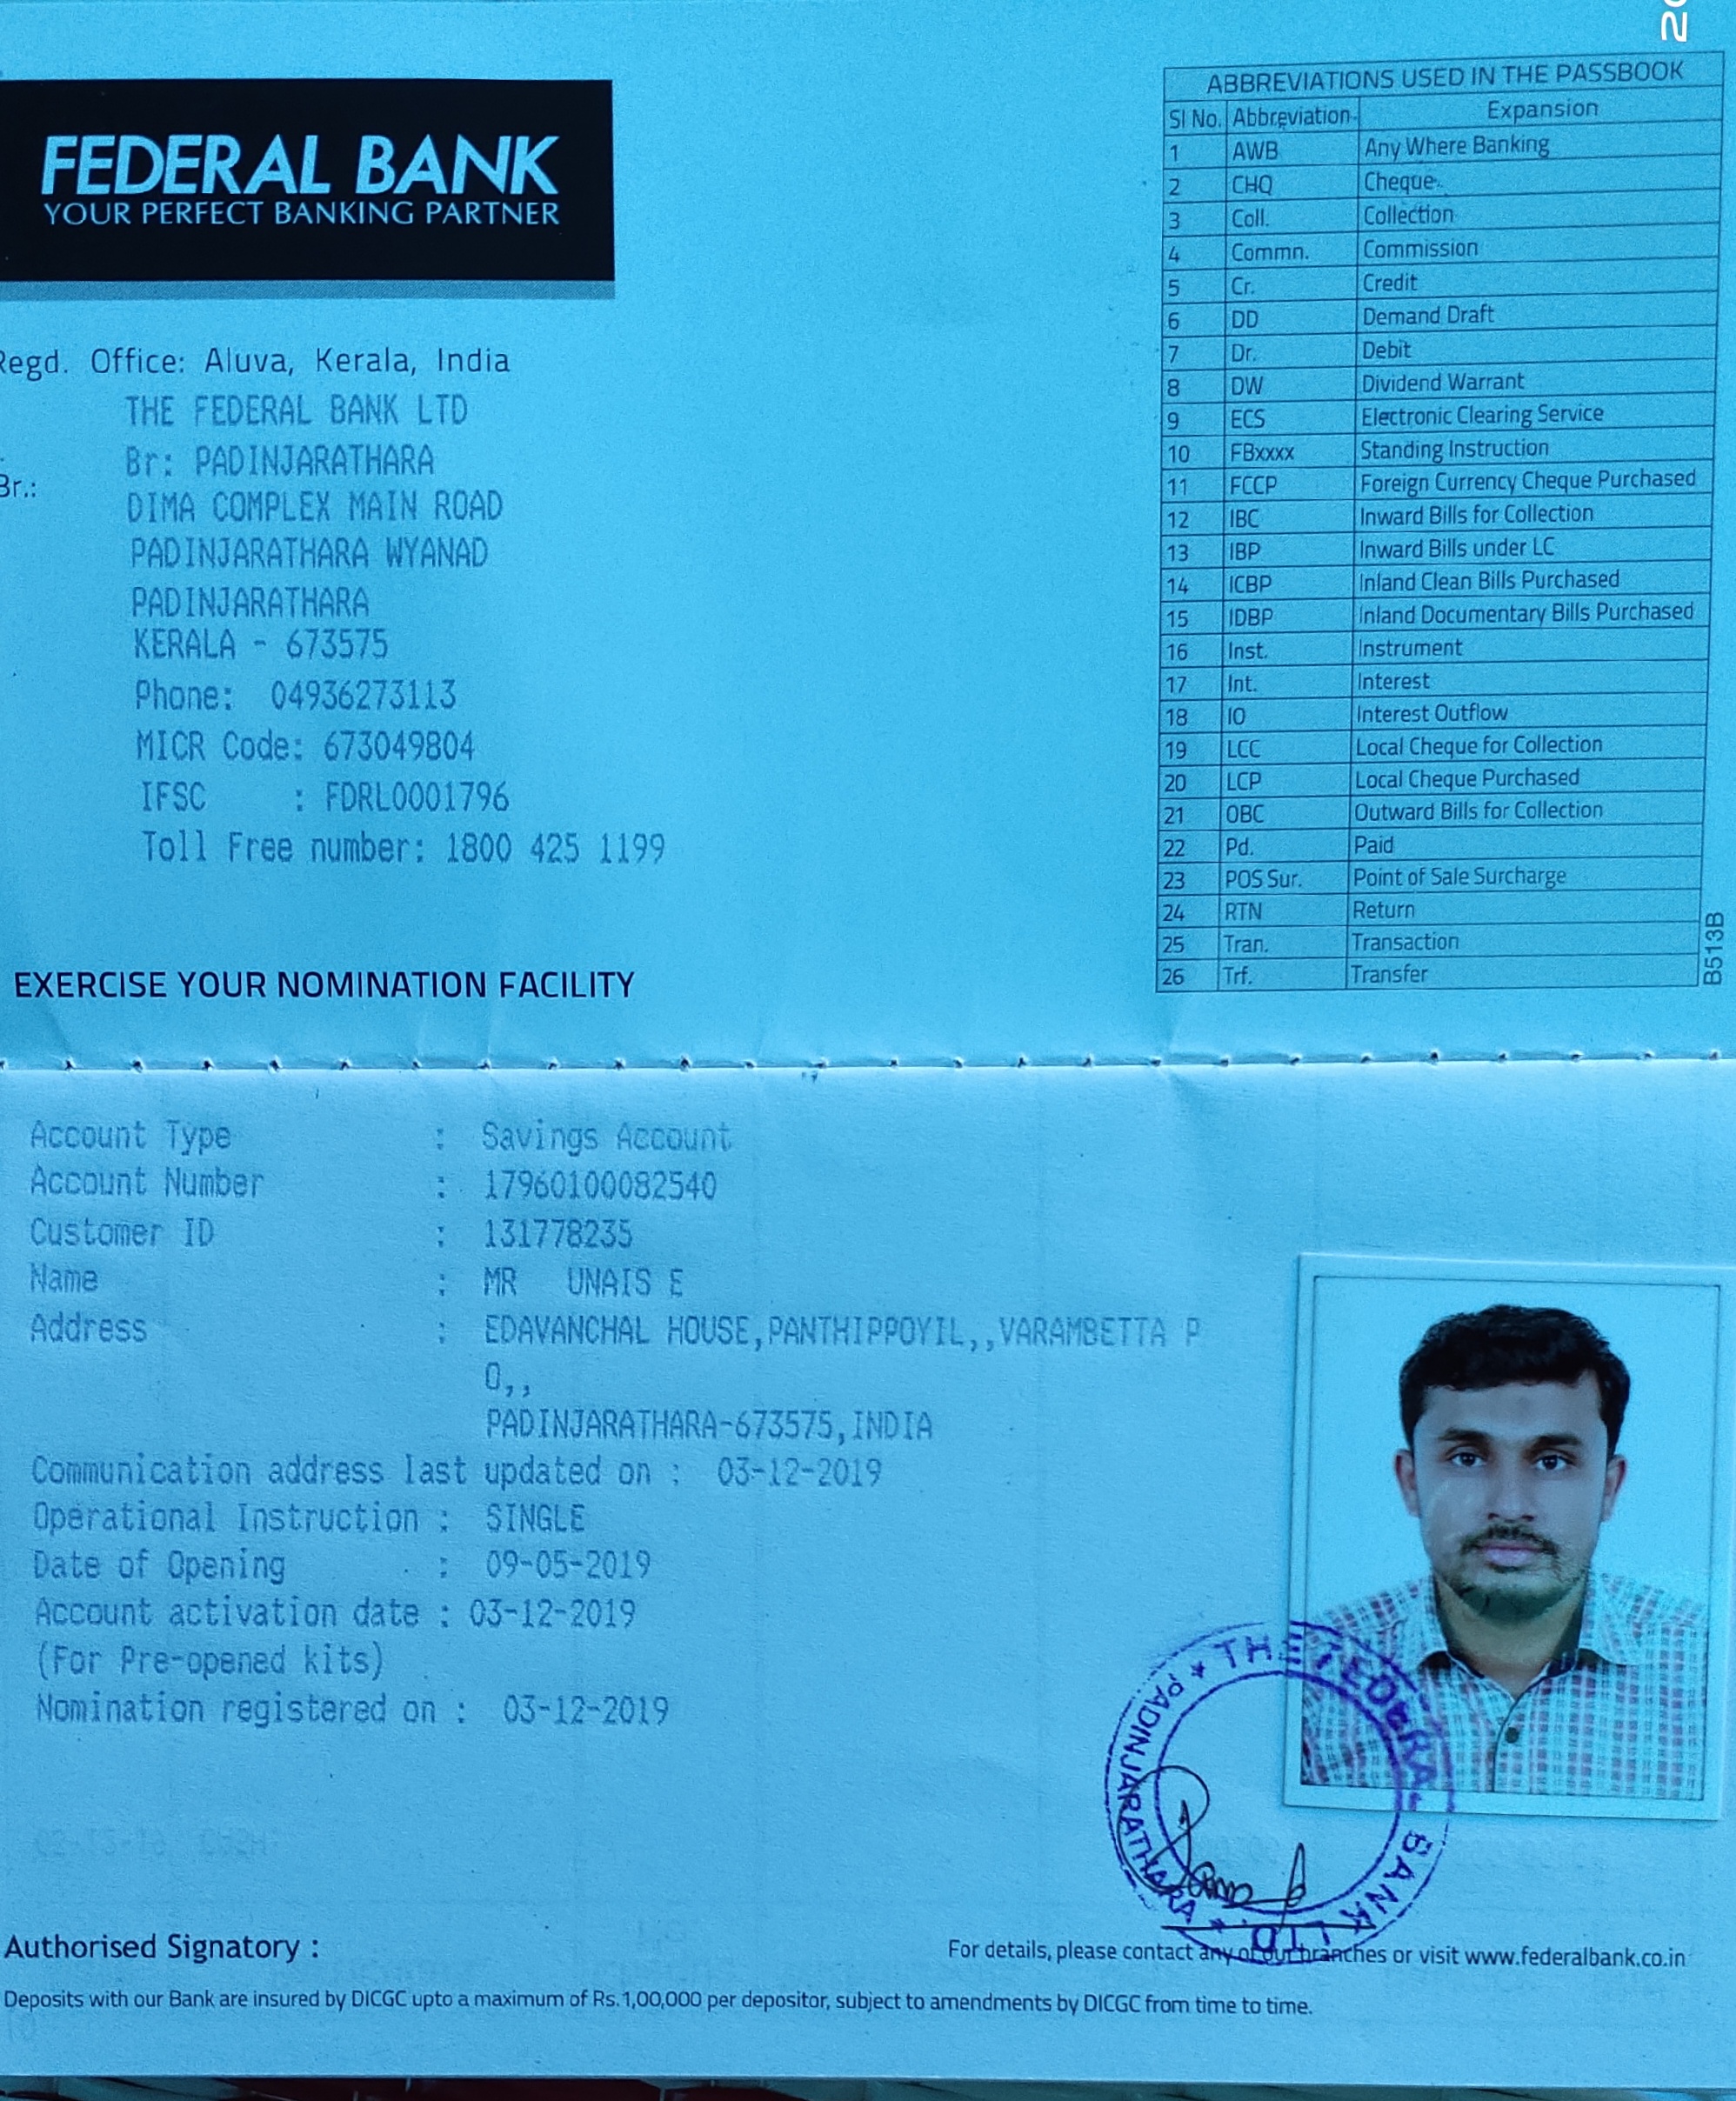 20
FEDERAL BANK
YOUR PERFECT BANKING PARTNER
Regd. Office: Aluva, Kerala, India
THE FEDERAL BANK LTD
Br: PADINJARATHARA
Br.:
DIMA COMPLEX MAIN ROAD
PADINJARATHARA WYANAD
PADINJARATHARA
KERALA - 673575
Phone: 04936273113
MICR Code: 673049804
IFSC : FDRL0001796
Toll Free number: 1800 425 1199
EXERCISE YOUR NOMINATION FACILITY
ABBREVIATIONS USED IN THE PASSBOOK
Sl No. Abbreviation Expansion
1 AWB Any Where Banking
2 CHQ Cheque
3 Coll. Collection
4 Commn. Commission
5 Cr. Credit
6 DD Demand Draft
7 Dr. Debit
8 DW Dividend Warrant
9 ECS Electronic Clearing Service
10 FBxxxx Standing Instruction
11 FCCP Foreign Currency Cheque Purchased
12 IBC Inward Bills for Collection
13 IBP Inward Bills under LC
14 ICBP Inland Clean Bills Purchased
15 IDBP Inland Documentary Bills Purchased
16 Inst. Instrument
17 Int. Interest
18 IO Interest Outflow
19 LCC Local Cheque for Collection
20 LCP Local Cheque Purchased
21 OBC Outward Bills for Collection
22 Pd. Paid
23 POS Sur. Point of Sale Surcharge
24 RTN Return
25 Tran. Transaction
26 Trf. Transfer
B513B
Account Type : Savings Account
Account Number : 17960100082540
Customer ID : 131778235
Name : MR UNAIS E
Address : EDAVANCHAL HOUSE,PANTHIPPOYIL,,VARAMBETTA P
O,,
PADINJARATHARA-673575,INDIA
Communication address last updated on : 03-12-2019
Operational Instruction : SINGLE
Date of Opening : 09-05-2019
Account activation date : 03-12-2019
(For Pre-opened kits)
Nomination registered on : 03-12-2019
★ THE FEDERAL BANK LTD. ★ PADINJARATHARA
Authorised Signatory :
For details, please contact any of our branches or visit www.federalbank.co.in
Deposits with our Bank are insured by DICGC upto a maximum of Rs.1,00,000 per depositor, subject to amendments by DICGC from time to time.